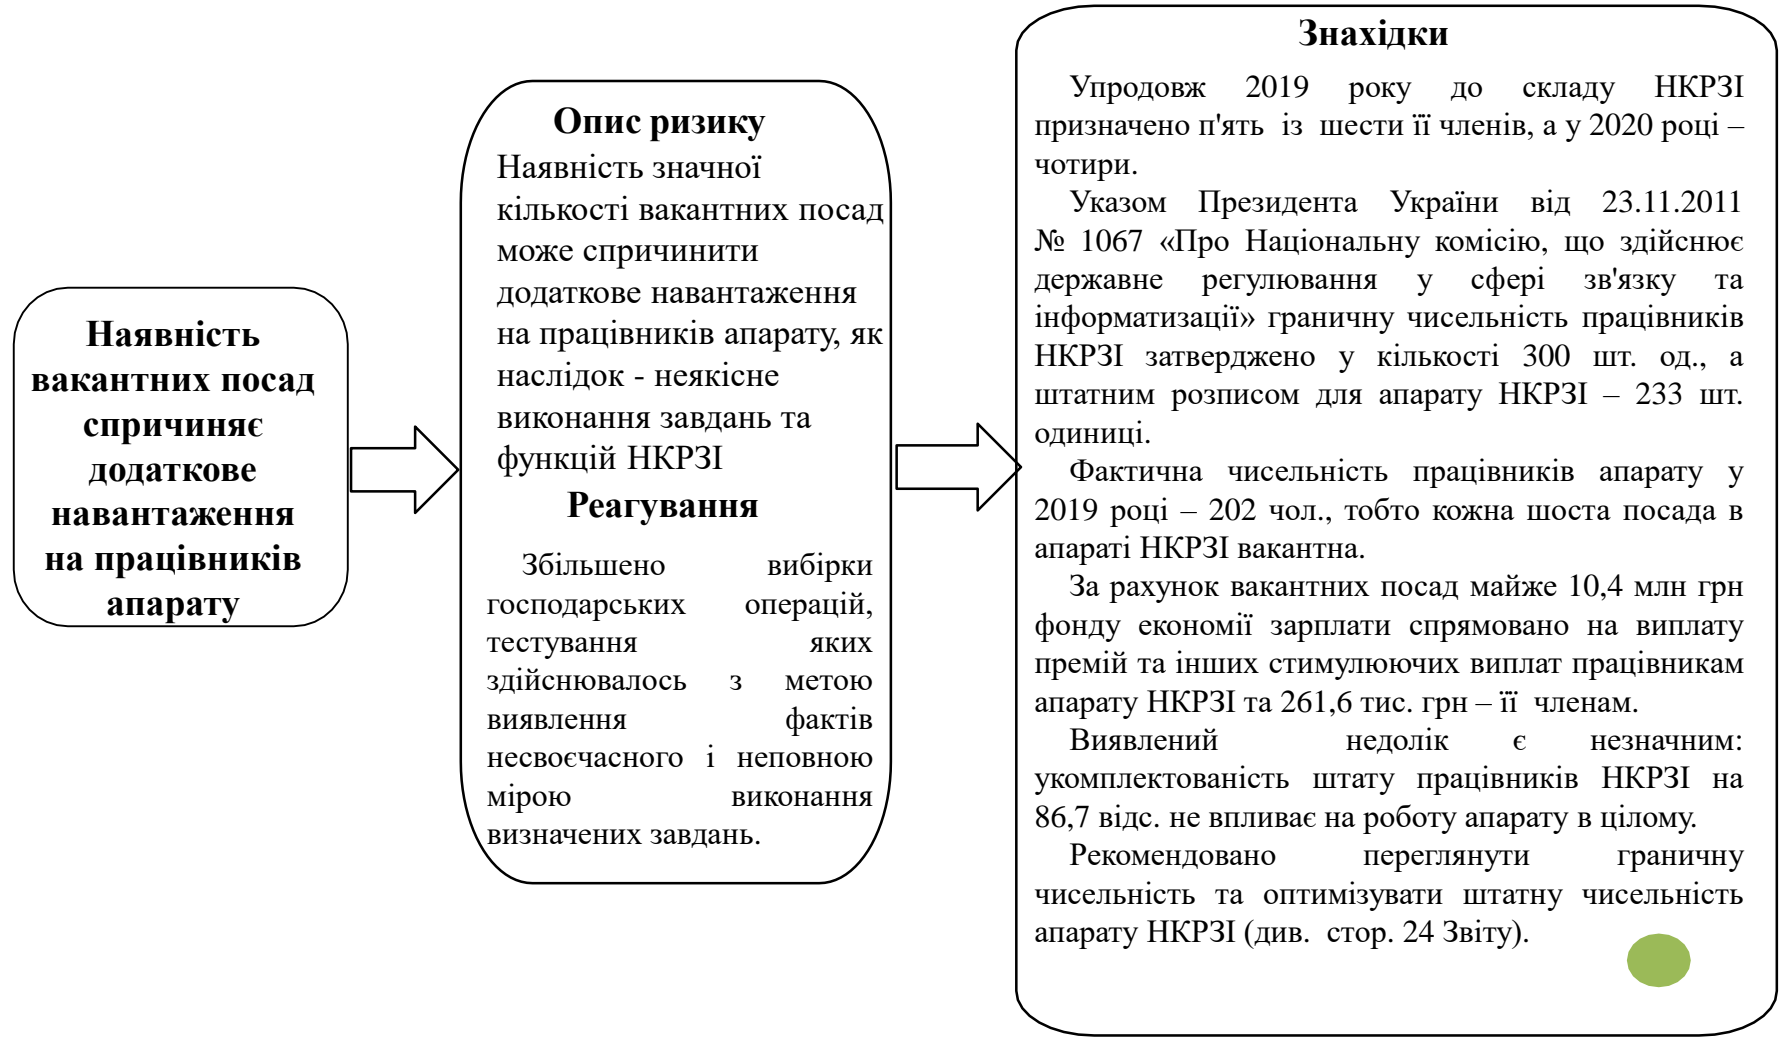 Наявність
вакантних посад
спричиняє
додаткове
навантаження
на працівників
апарату
Опис ризику
Наявність значної
кількості вакантних посад
може спричинити
додаткове навантаження
на працівників апарату, як
наслідок - неякісне
виконання завдань та
функцій НКРЗІ
Реагування
Збільшено вибірки
господарських операцій,
тестування яких
здійснювалось з метою
виявлення фактів
несвоєчасного і неповною
мірою виконання
визначених завдань.
Знахідки
Упродовж 2019 року до складу НКРЗІ
призначено п'ять із шести її членів, а у 2020 році –
чотири.
Указом Президента України від 23.11.2011
№ 1067 «Про Національну комісію, що здійснює
державне регулювання у сфері зв'язку та
інформатизації» граничну чисельність працівників
НКРЗІ затверджено у кількості 300 шт. од., а
штатним розписом для апарату НКРЗІ – 233 шт.
одиниці.
Фактична чисельність працівників апарату у
2019 році – 202 чол., тобто кожна шоста посада в
апараті НКРЗІ вакантна.
За рахунок вакантних посад майже 10,4 млн грн
фонду економії зарплати спрямовано на виплату
премій та інших стимулюючих виплат працівникам
апарату НКРЗІ та 261,6 тис. грн – її членам.
Виявлений недолік є незначним:
укомплектованість штату працівників НКРЗІ на
86,7 відс. не впливає на роботу апарату в цілому.
Рекомендовано переглянути граничну
чисельність та оптимізувати штатну чисельність
апарату НКРЗІ (див. стор. 24 Звіту).